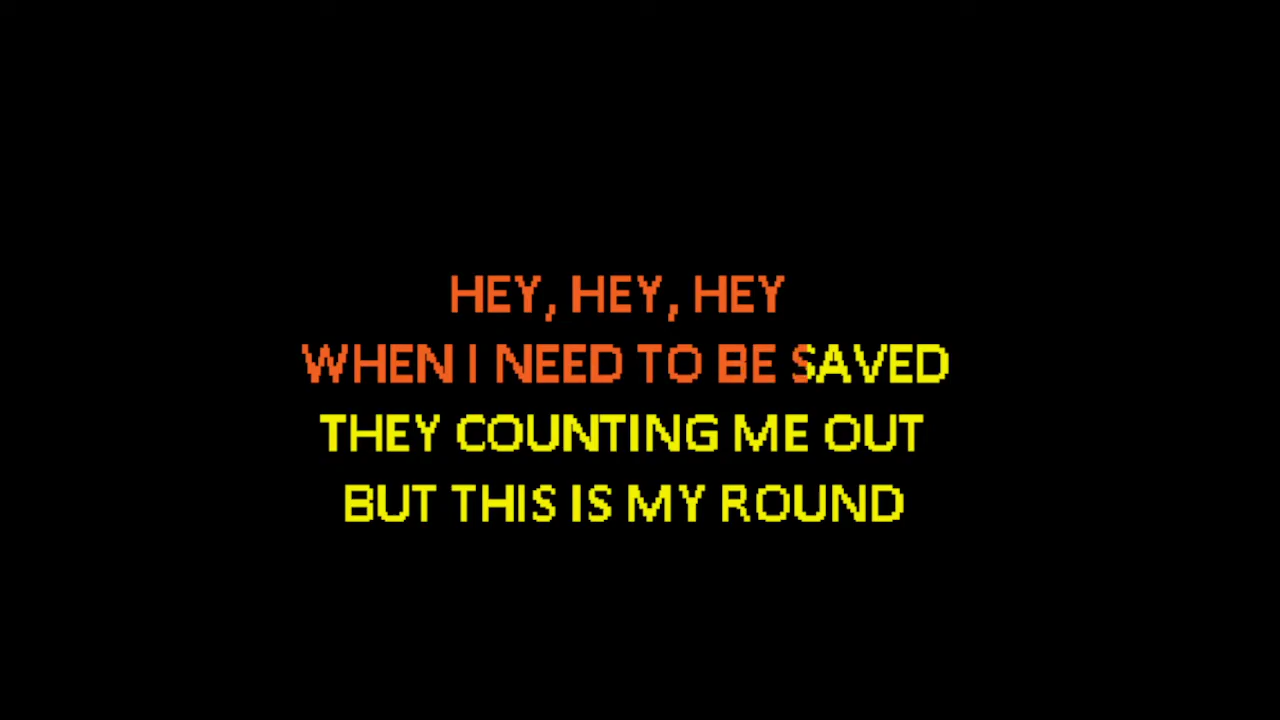 HEY, HEY, HEY
WHEN I NEED TO BE SAVED
THEY COUNTING ME OUT
BUT THIS IS MY ROUND